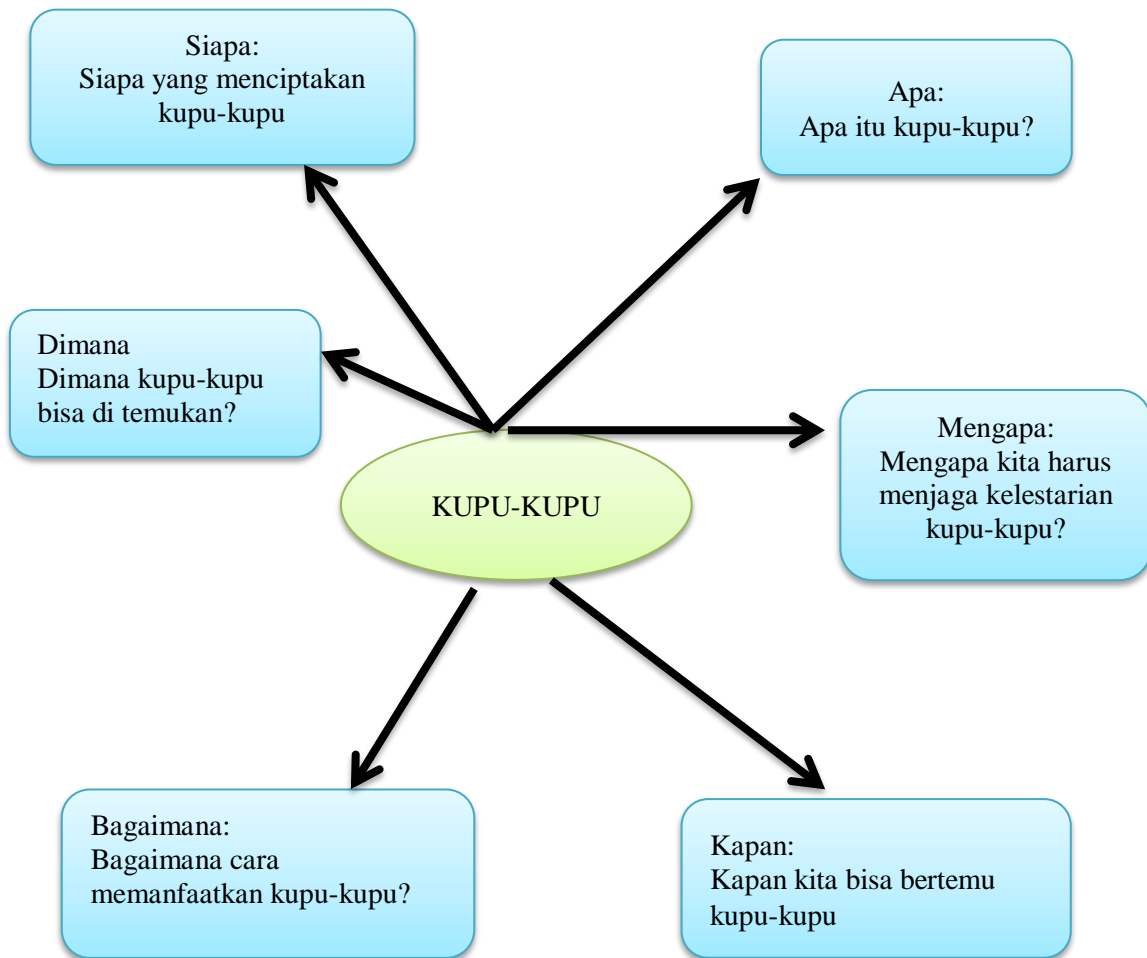 Siapa:
Siapa yang menciptakan
kupu-kupu
Apa:
Apa itu kupu-kupu?
Dimana
Dimana kupu-kupu
bisa di temukan?
Mengapa:
Mengapa kita harus
menjaga kelestarian
kupu-kupu?
KUPU-KUPU
Bagaimana:
Bagaimana cara
memanfaatkan kupu-kupu?
Kapan:
Kapan kita bisa bertemu
kupu-kupu